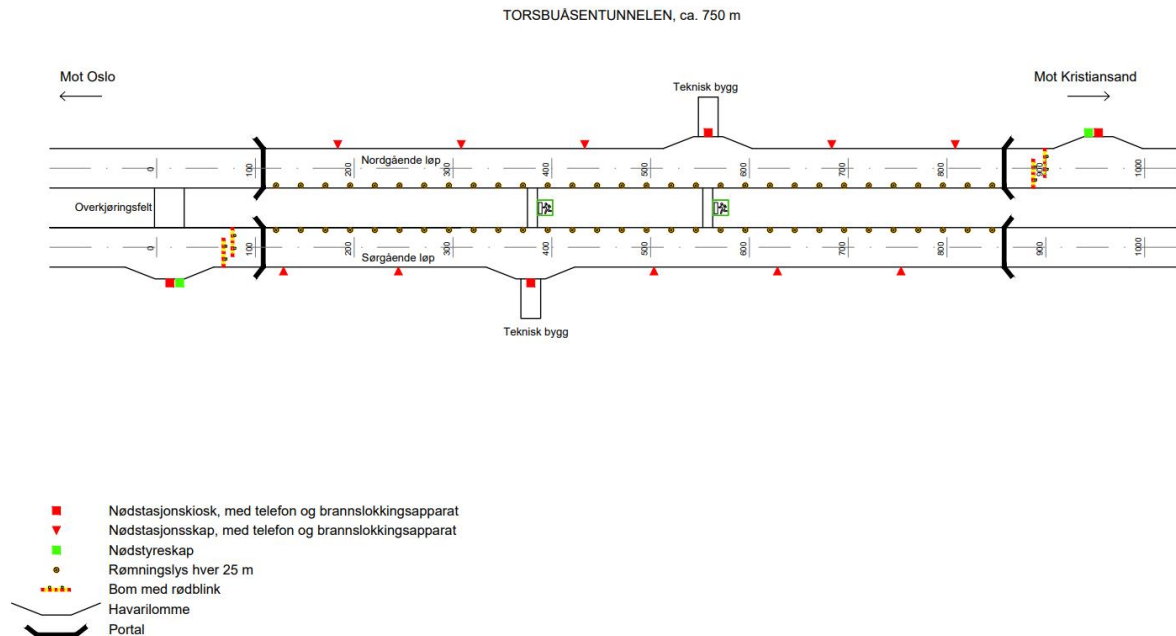 TORSBUÅSENTUNNELEN, ca. 750 m
Mot Oslo
Mot Kristiansand
Teknisk bygg
Nordgående løp
0
100
200
300
400
500
600
700
800
900
1000
Overkjøringsfelt
0
100
200
300
400
500
600
700
800
900
1000
Sørgående løp
Teknisk bygg
Nødstasjonskiosk, med telefon og brannslokkingsapparat
Nødstasjonsskap, med telefon og brannslokkingsapparat
Nødstyreskap
Rømningslys hver 25 m
Bom med rødblink
Havarilomme
Portal